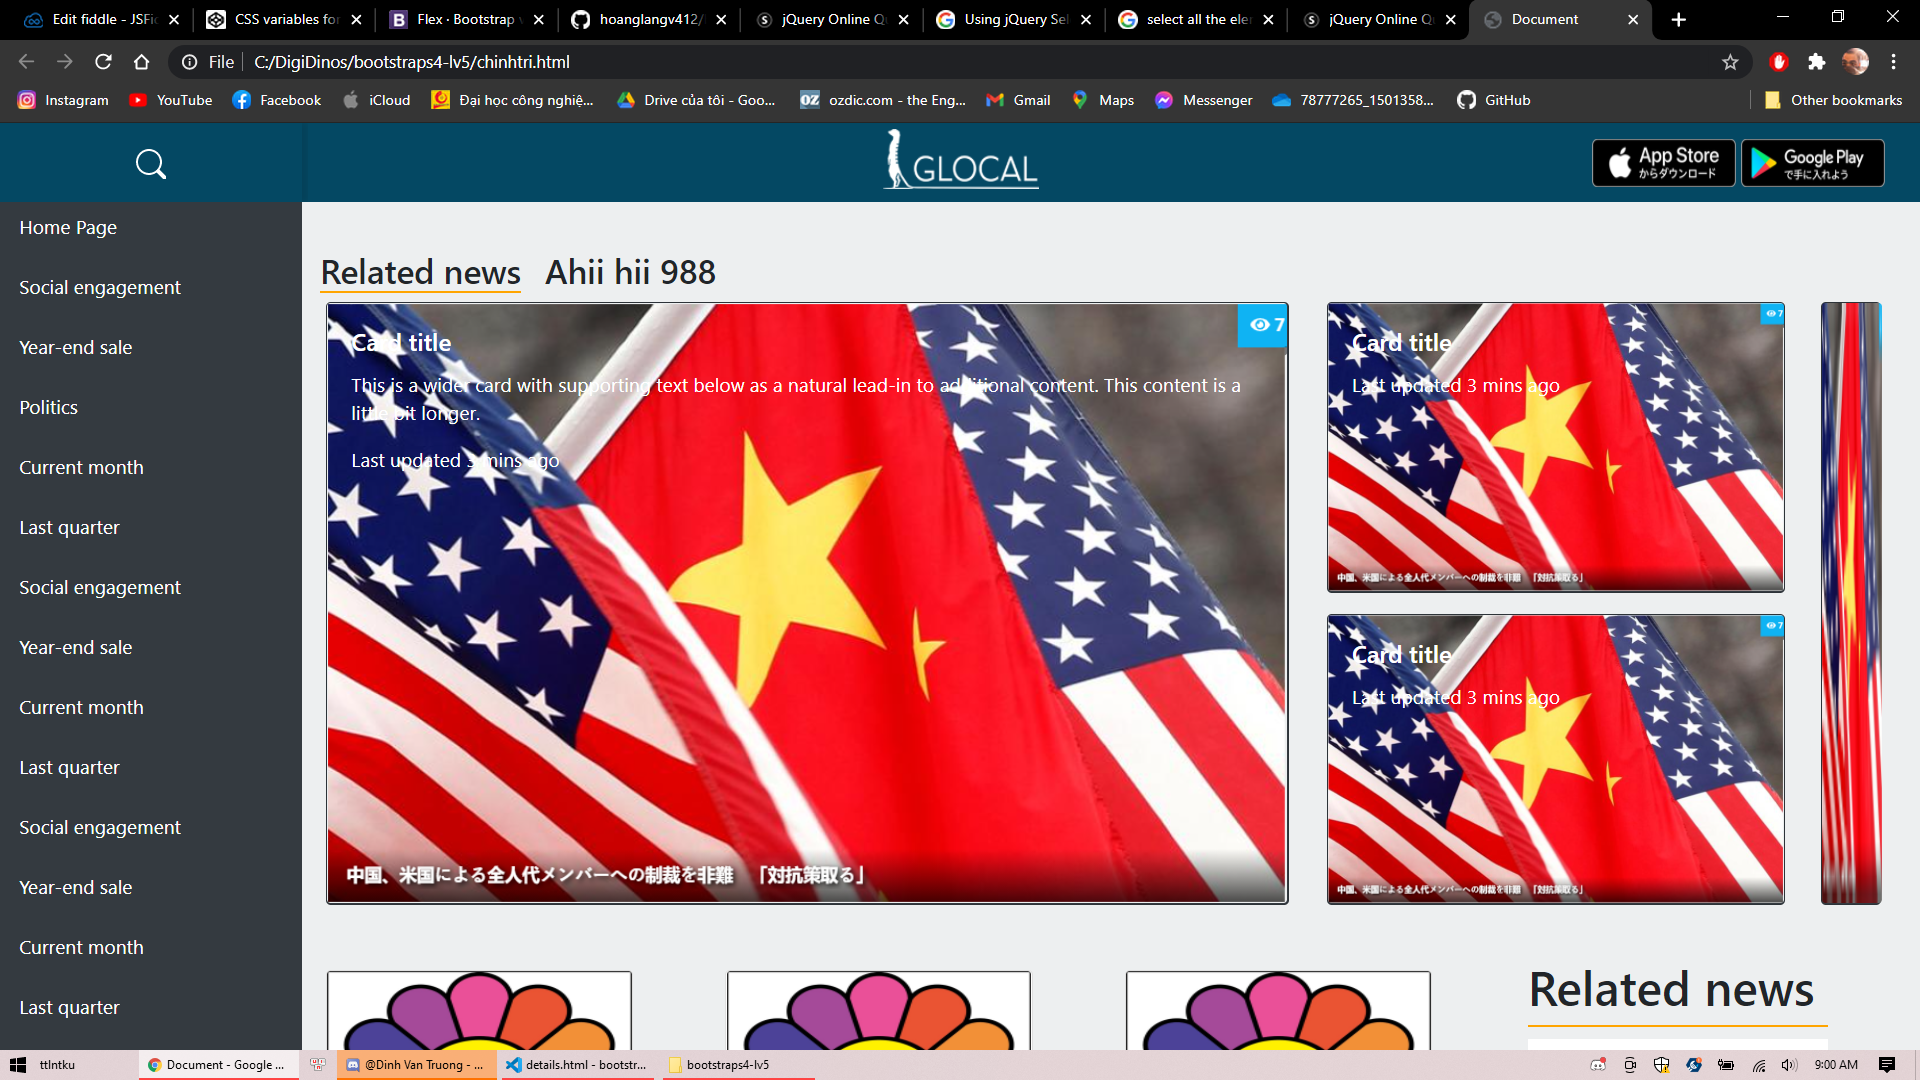 Edit fiddle - JSFi
CSS variables for
Flex · Bootstrap v
hoanglangv412/
jQuery Online Q
Using jQuery Sel
select all the ele
jQuery Online Q
Document
File
C:/DigiDinos/bootstraps4-lv5/chinhtri.html
Instagram
YouTube
Facebook
iCloud
Đại học công nghiệ...
Drive của tôi - Goo...
ozdic.com - the Eng...
Gmail
Maps
Messenger
78777265_1501358...
GitHub
Other bookmarks
GLOCAL
App Store
からダウンロード
Google Play
で手に入れよう
Home Page
Social engagement
Year-end sale
Politics
Current month
Last quarter
Social engagement
Year-end sale
Current month
Last quarter
Social engagement
Year-end sale
Current month
Last quarter
Related news
Ahii hii 988
7
Card title
This is a wider card with supporting text below as a natural lead-in to additional content. This content is a
little bit longer.
Last updated 3 mins ago
中国、米国による全人代メンバーへの制裁を非難 「対抗策取る」
7
Card title
Last updated 3 mins ago
中国、米国による全人代メンバーへの制裁を非難 「対抗策取る」
7
Card title
Last updated 3 mins ago
中国、米国による全人代メンバーへの制裁を非難 「対抗策取る」
Related news
ttlntku
Document - Google ...
@Dinh Van Truong - ...
details.html - bootstr...
bootstraps4-lv5
9:00 AM